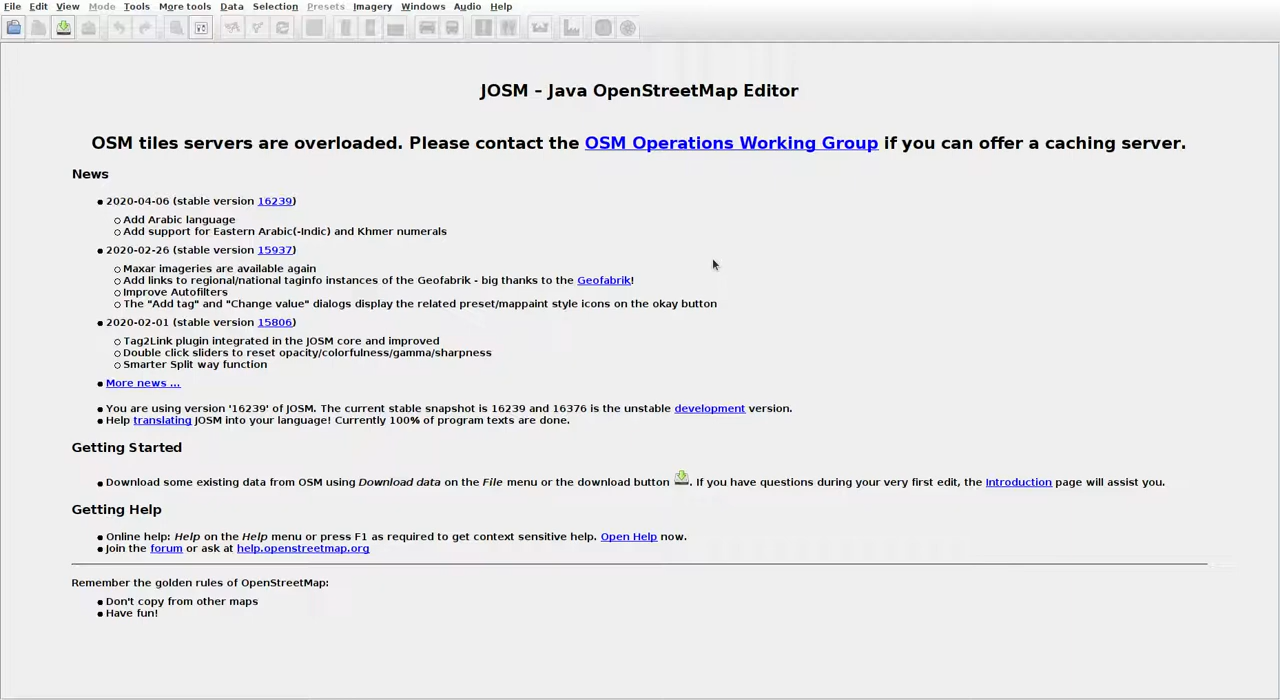 File Edit View Mode Tools More tools Data Selection Presets Imagery Windows Audio Help
JOSM – Java OpenStreetMap Editor
OSM tiles servers are overloaded. Please contact the OSM Operations Working Group if you can offer a caching server.
News
2020-04-06 (stable version 16239)
Add Arabic language
Add support for Eastern Arabic(-Indic) and Khmer numerals
2020-02-26 (stable version 15937)
Maxar imageries are available again
Add links to regional/national taginfo instances of the Geofabrik - big thanks to the Geofabrik!
Improve Autofilters
The "Add tag" and "Change value" dialogs display the related preset/mappaint style icons on the okay button
2020-02-01 (stable version 15806)
Tag2Link plugin integrated in the JOSM core and improved
Double click sliders to reset opacity/colorfulness/gamma/sharpness
Smarter Split way function
More news ...
You are using version '16239' of JOSM. The current stable snapshot is 16239 and 16376 is the unstable development version.
Help translating JOSM into your language! Currently 100% of program texts are done.
Getting Started
Download some existing data from OSM using Download data on the File menu or the download button . If you have questions during your very first edit, the Introduction page will assist you.
Getting Help
Online help: Help on the Help menu or press F1 as required to get context sensitive help. Open Help now.
Join the forum or ask at help.openstreetmap.org
Remember the golden rules of OpenStreetMap:
Don't copy from other maps
Have fun!